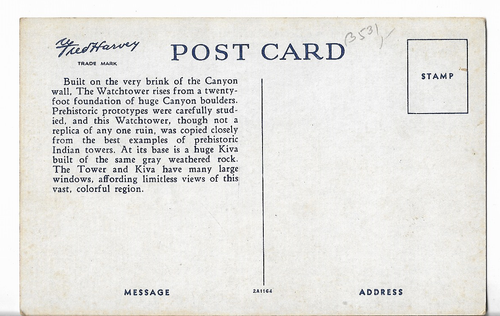 Fred Harvey
TRADE MARK
POST CARD
B531/-
STAMP
Built on the very brink of the Canyon
wall, The Watchtower rises from a twenty-
foot foundation of huge Canyon boulders.
Prehistoric prototypes were carefully stud-
ied, and this Watchtower, though not a
replica of any one ruin, was copied closely
from the best examples of prehistoric
Indian towers. At its base is a huge Kiva
built of the same gray weathered rock.
The Tower and Kiva have many large
windows, affording limitless views of this
vast, colorful region.
MESSAGE
2A1164
ADDRESS